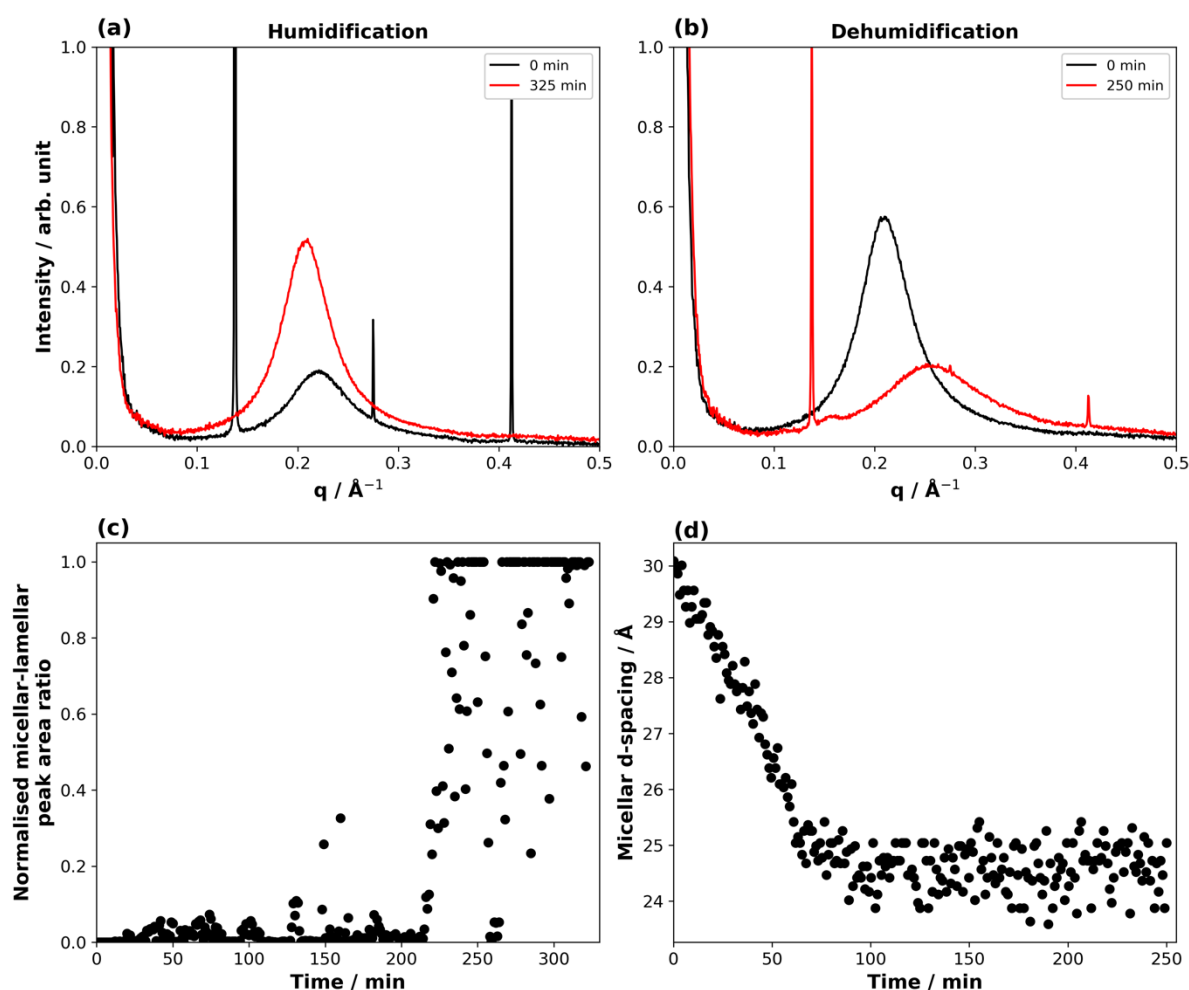 (a)
Humidification
1.0
0.8
0.6
0.4
0.2
0.0
0.0
0.1
0.2
0.3
0.4
0.5
Intensity / arb. unit
q / Å⁻¹
0 min
325 min
(b)
Dehumidification
1.0
0.8
0.6
0.4
0.2
0.0
0.0
0.1
0.2
0.3
0.4
0.5
q / Å⁻¹
0 min
250 min
(c)
1.0
0.8
0.6
0.4
0.2
0.0
0
50
100
150
200
250
300
Normalised micellar-lamellar
peak area ratio
Time / min
(d)
30
29
28
27
26
25
24
0
50
100
150
200
250
Micellar d-spacing / Å
Time / min